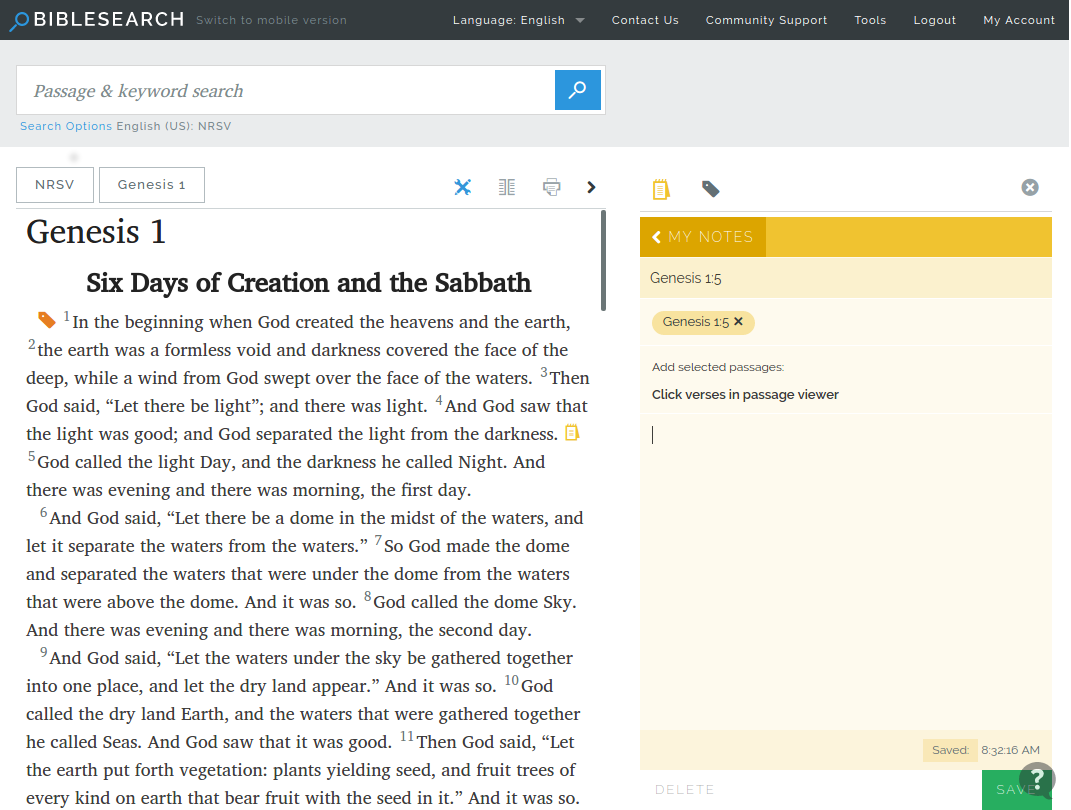 BIBLESEARCH Switch to mobile version Language: English Contact Us Community Support Tools Logout My Account
Passage & keyword search
Search Options English (US): NRSV
NRSV Genesis 1
Genesis 1
Six Days of Creation and the Sabbath
1 In the beginning when God created the heavens and the earth,
2 the earth was a formless void and darkness covered the face of the
deep, while a wind from God swept over the face of the waters. 3 Then
God said, “Let there be light”; and there was light. 4 And God saw that
the light was good; and God separated the light from the darkness.
5 God called the light Day, and the darkness he called Night. And
there was evening and there was morning, the first day.
6 And God said, “Let there be a dome in the midst of the waters, and
let it separate the waters from the waters.” 7 So God made the dome
and separated the waters that were under the dome from the waters
that were above the dome. And it was so. 8 God called the dome Sky.
And there was evening and there was morning, the second day.
9 And God said, “Let the waters under the sky be gathered together
into one place, and let the dry land appear.” And it was so. 10 God
called the dry land Earth, and the waters that were gathered together
he called Seas. And God saw that it was good. 11 Then God said, “Let
the earth put forth vegetation: plants yielding seed, and fruit trees of
every kind on earth that bear fruit with the seed in it.” And it was so.
MY NOTES
Genesis 1:5
Genesis 1:5 ✕
Add selected passages:
Click verses in passage viewer
Saved: 8:32:16 AM
DELETE SAVE ?